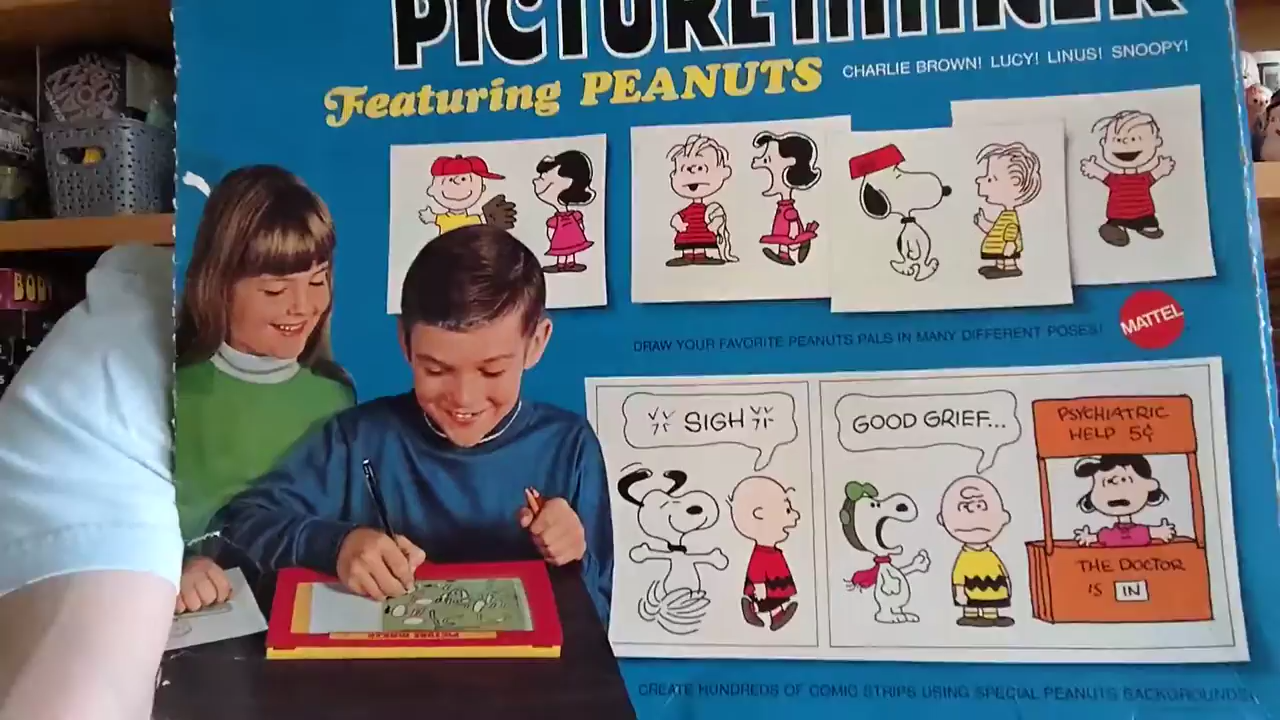 PICTURE MAKER
Featuring PEANUTS
CHARLIE BROWN! LUCY! LINUS! SNOOPY!
DRAW YOUR FAVORITE PEANUTS PALS IN MANY DIFFERENT POSES!
MATTEL
SIGH
GOOD GRIEF...
PSYCHIATRIC
HELP 5¢
THE DOCTOR
IS IN
PICTURE MAKER
CREATE HUNDREDS OF COMIC STRIPS USING SPECIAL PEANUTS BACKGROUNDS